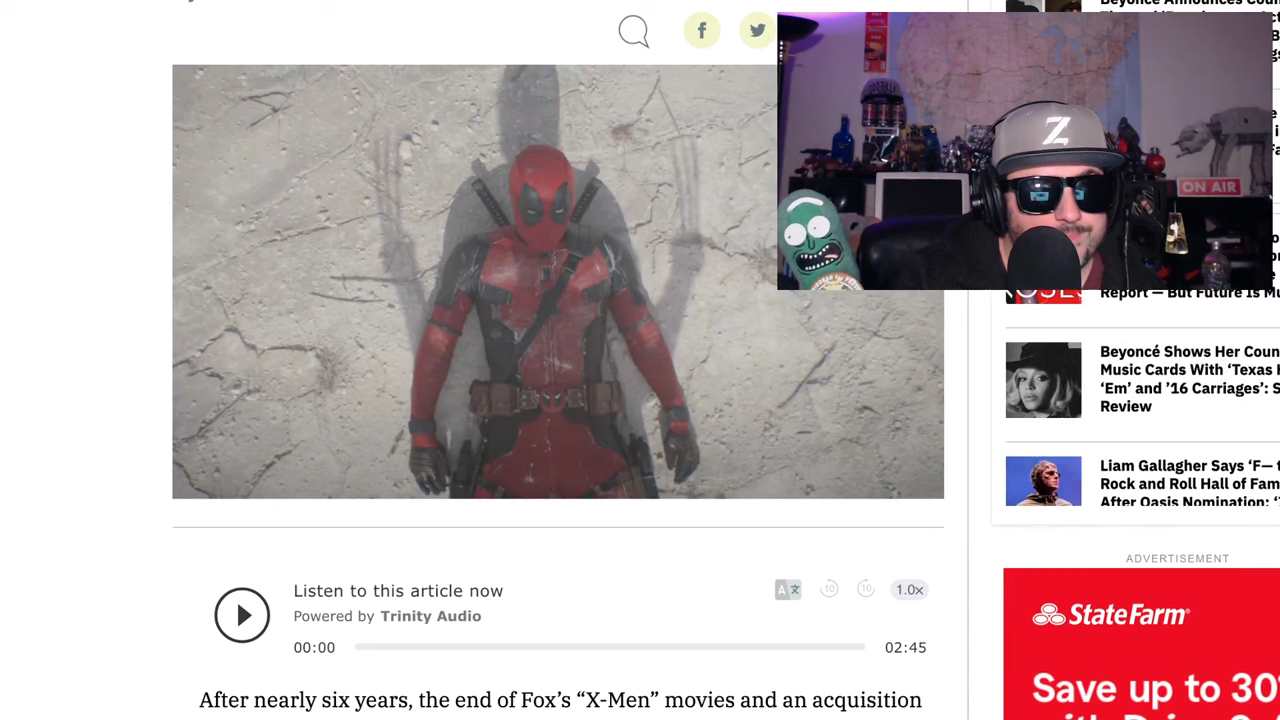 Z
ON AIR
Report — But Future Is
Beyoncé Shows Her
Music Cards With ‘Texas
‘Em’ and ’16 Carriages’:
Review
Liam Gallagher Says ‘F—
Rock and Roll Hall of
After Oasis Nomination:
ADVERTISEMENT
StateFarm
Save up to
Listen to this article now
Powered by Trinity Audio
10
10
1.0x
00:00
02:45
After nearly six years, the end of Fox’s “X-Men” movies and an acquisition